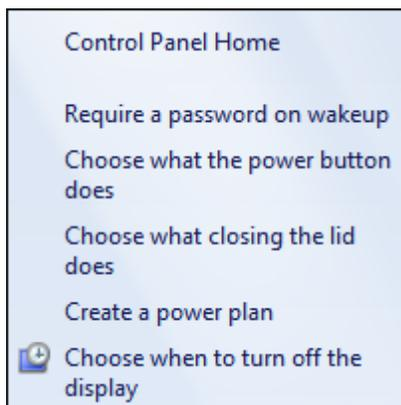 Control Panel Home
Require a password on wakeup
Choose what the power button
does
Choose what closing the lid
does
Create a power plan
Choose when to turn off the
display